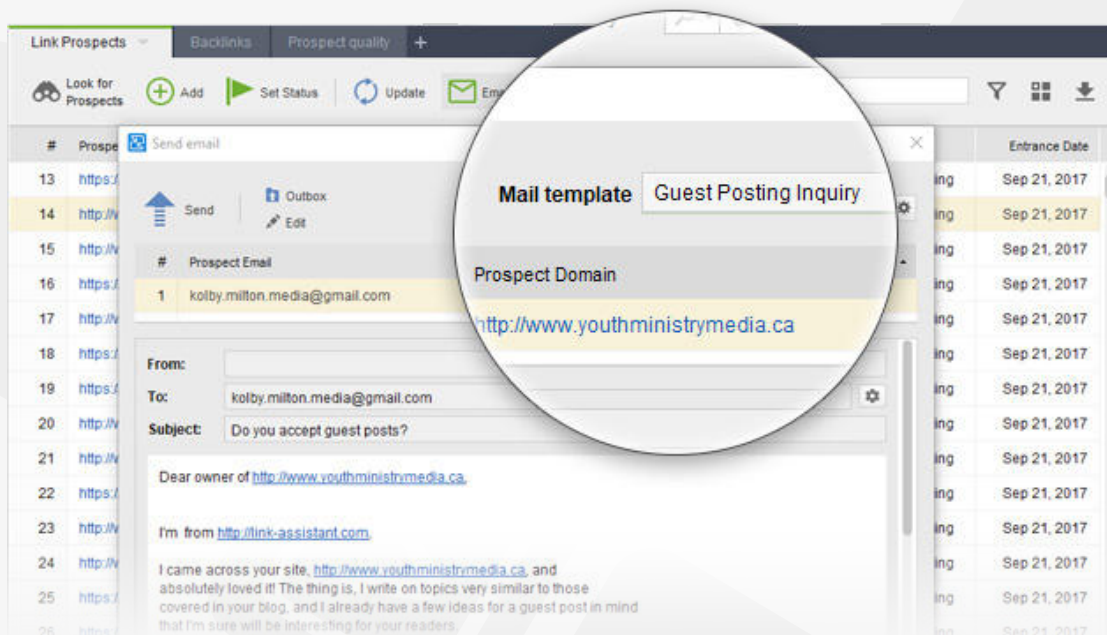 Link Prospects
Backlinks
Prospect quality
+
Look for
Prospects
Add
Set Status
Update
#
Entrance Date
Send email
Send
Outbox
Edit
Mail template
Guest Posting Inquiry
#
Prospect Email
Prospect Domain
1
kolby.milton.media@gmail.com
http://www.youthministrymedia.ca
From:
To:
kolby.milton.media@gmail.com
Subject:
Do you accept guest posts?
Dear owner of http://www.youthministrymedia.ca,
I'm from http://link-assistant.com.
I came across your site, http://www.youthministrymedia.ca, and
absolutely loved it! The thing is, I write on topics very similar to those
covered in your blog, and I already have a few ideas for a guest post in mind
that I'm sure will be interesting for your readers.
13 Sep 21, 2017
14 Sep 21, 2017
15 Sep 21, 2017
16 Sep 21, 2017
17 Sep 21, 2017
18 Sep 21, 2017
19 Sep 21, 2017
20 Sep 21, 2017
21 Sep 21, 2017
22 Sep 21, 2017
23 Sep 21, 2017
24 Sep 21, 2017
25 Sep 21, 2017
26 Sep 21, 2017